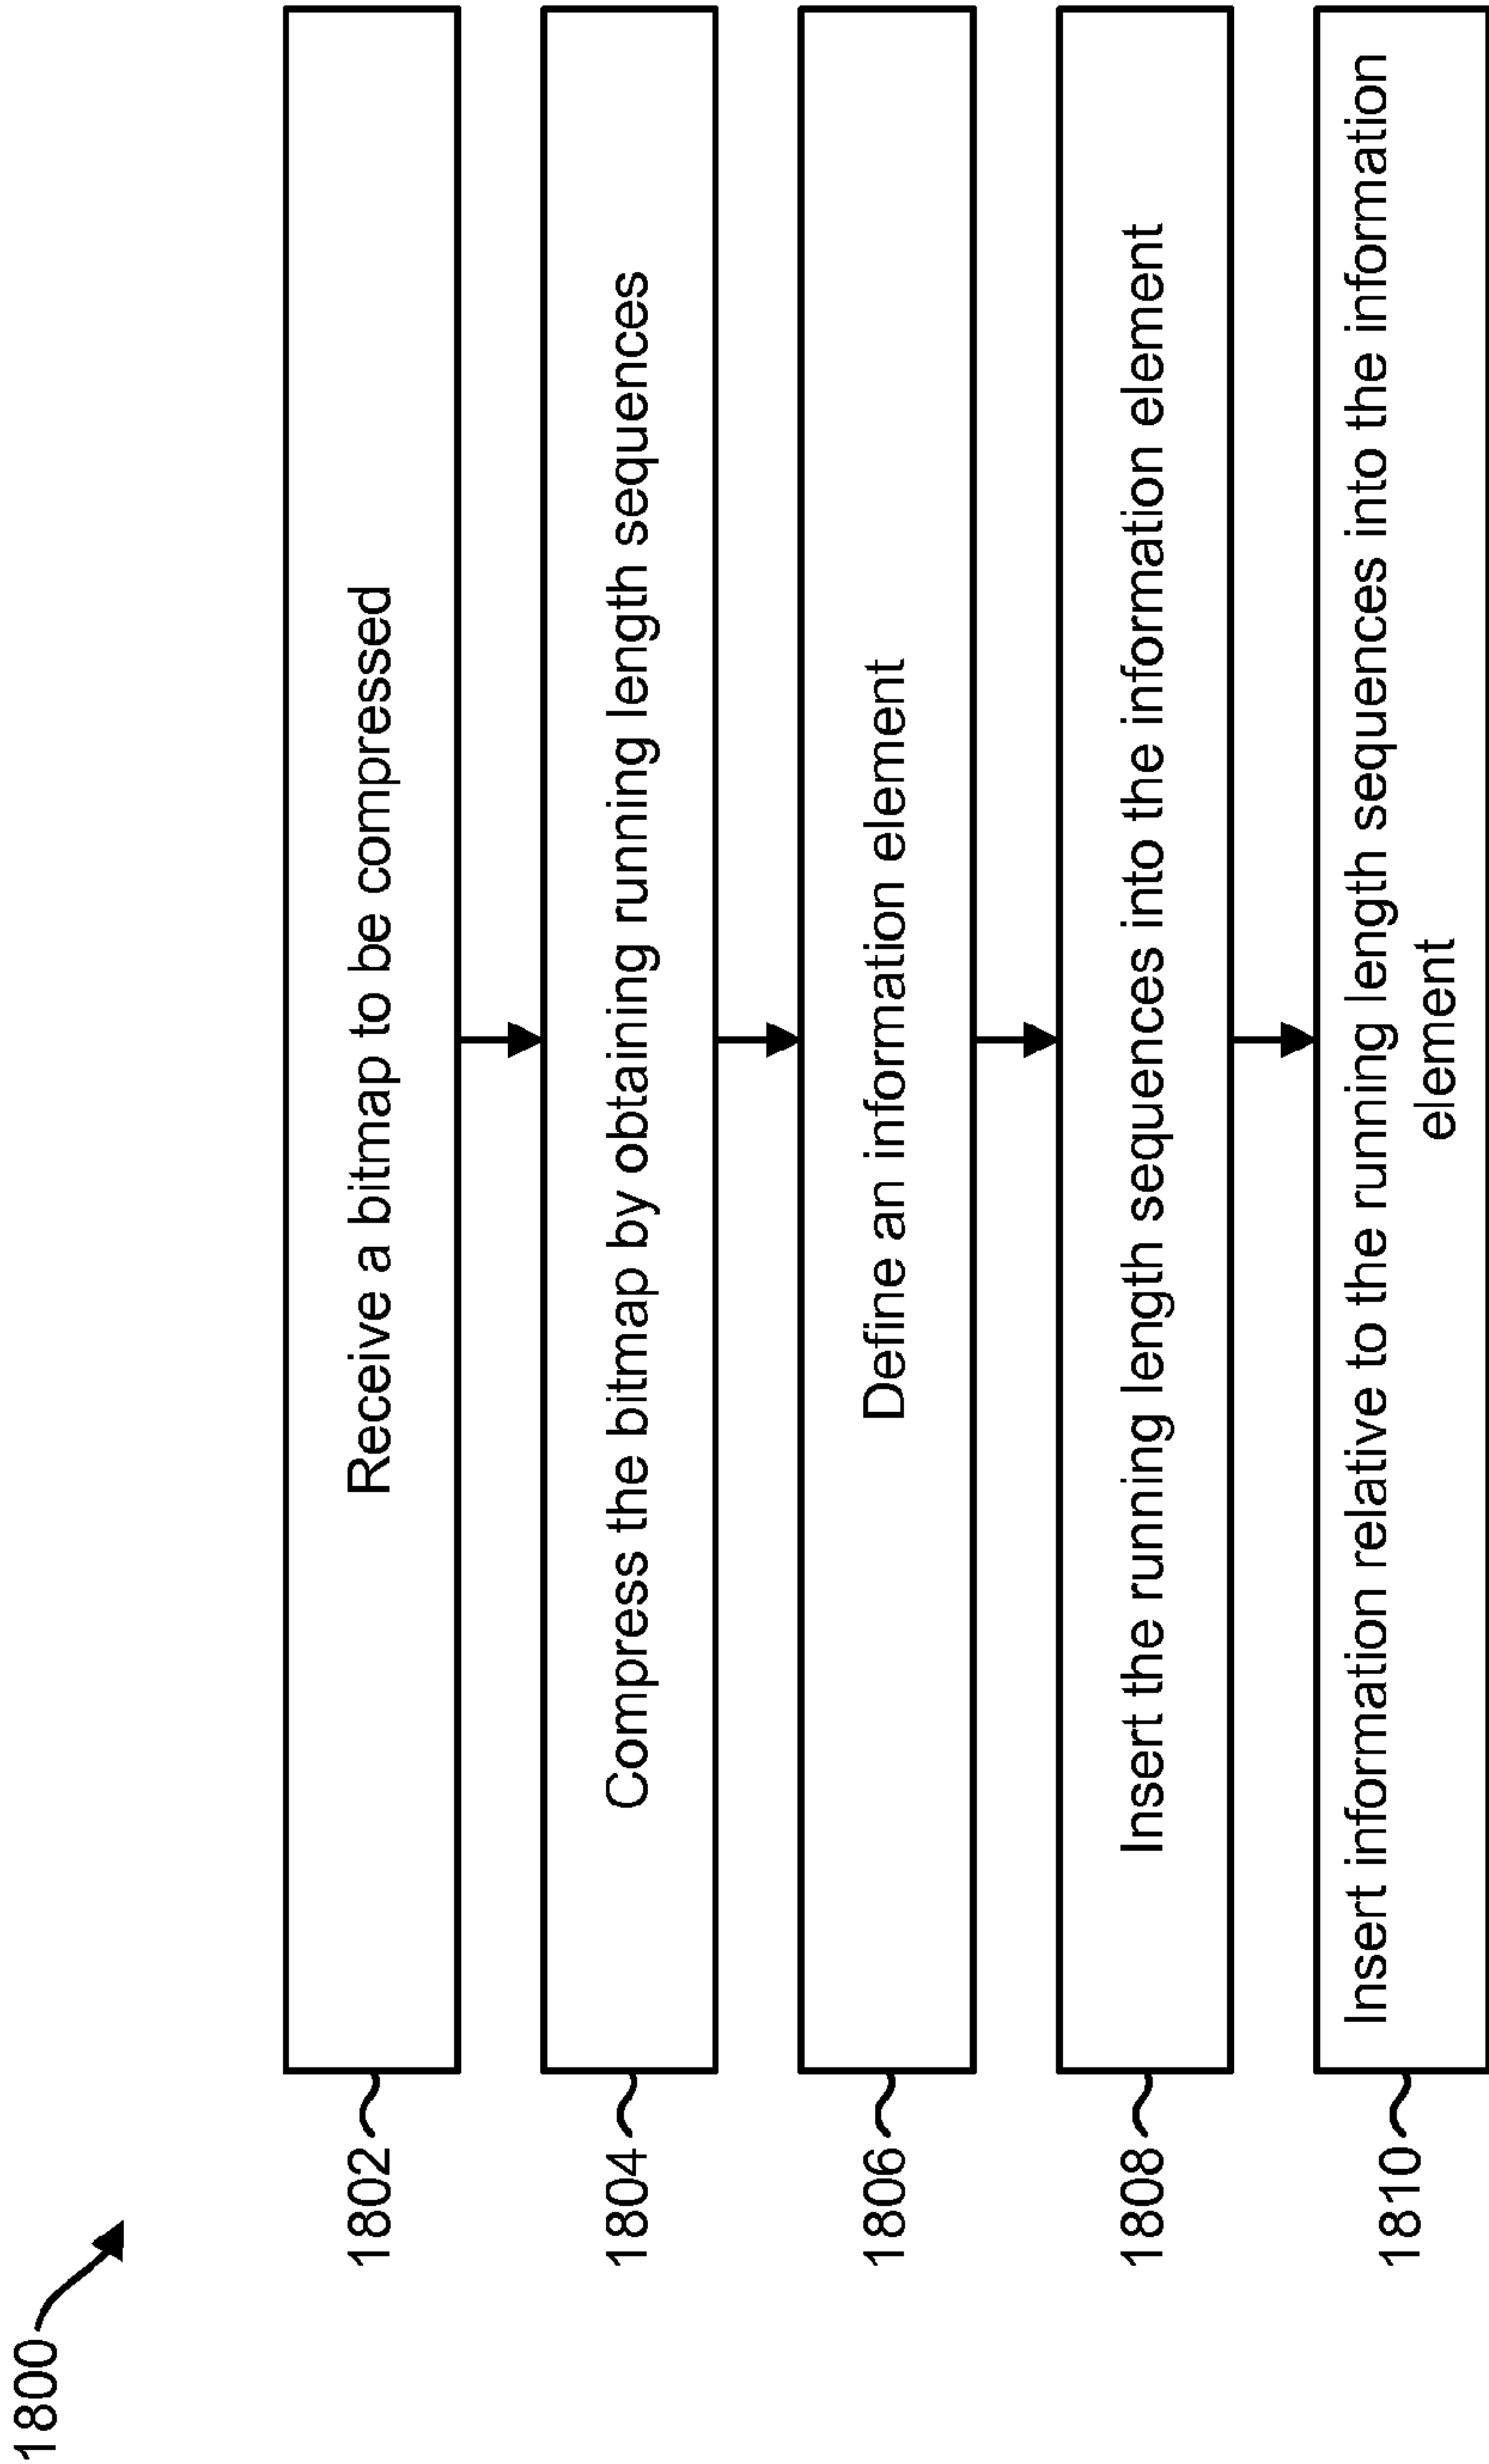 1800
1802
Receive a bitmap to be compressed
1804
Compress the bitmap by obtaining running length sequences
1806
Define an information element
1808
Insert the running length sequences into the information element
1810
Insert information relative to the running length sequences into the information
element